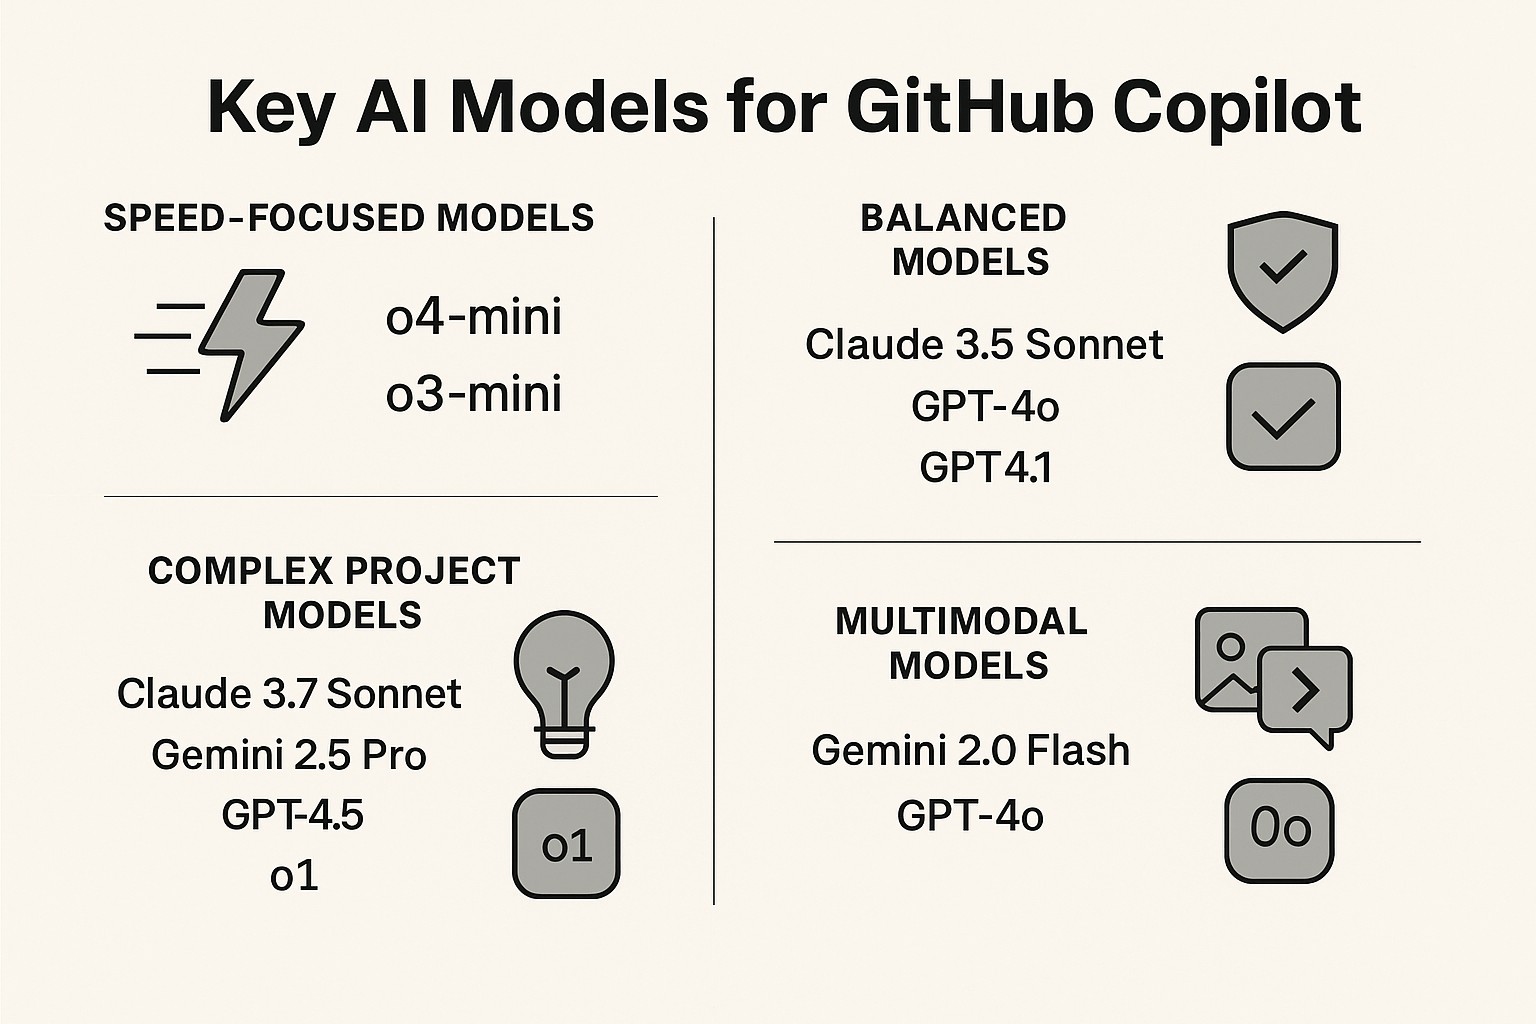 Key AI Models for GitHub Copilot
SPEED-FOCUSED MODELS
o4-mini
o3-mini
COMPLEX PROJECT
MODELS
Claude 3.7 Sonnet
Gemini 2.5 Pro
GPT-4.5
o1
o1
BALANCED
MODELS
Claude 3.5 Sonnet
GPT-4o
GPT4.1
MULTIMODAL
MODELS
Gemini 2.0 Flash
GPT-4o
0o